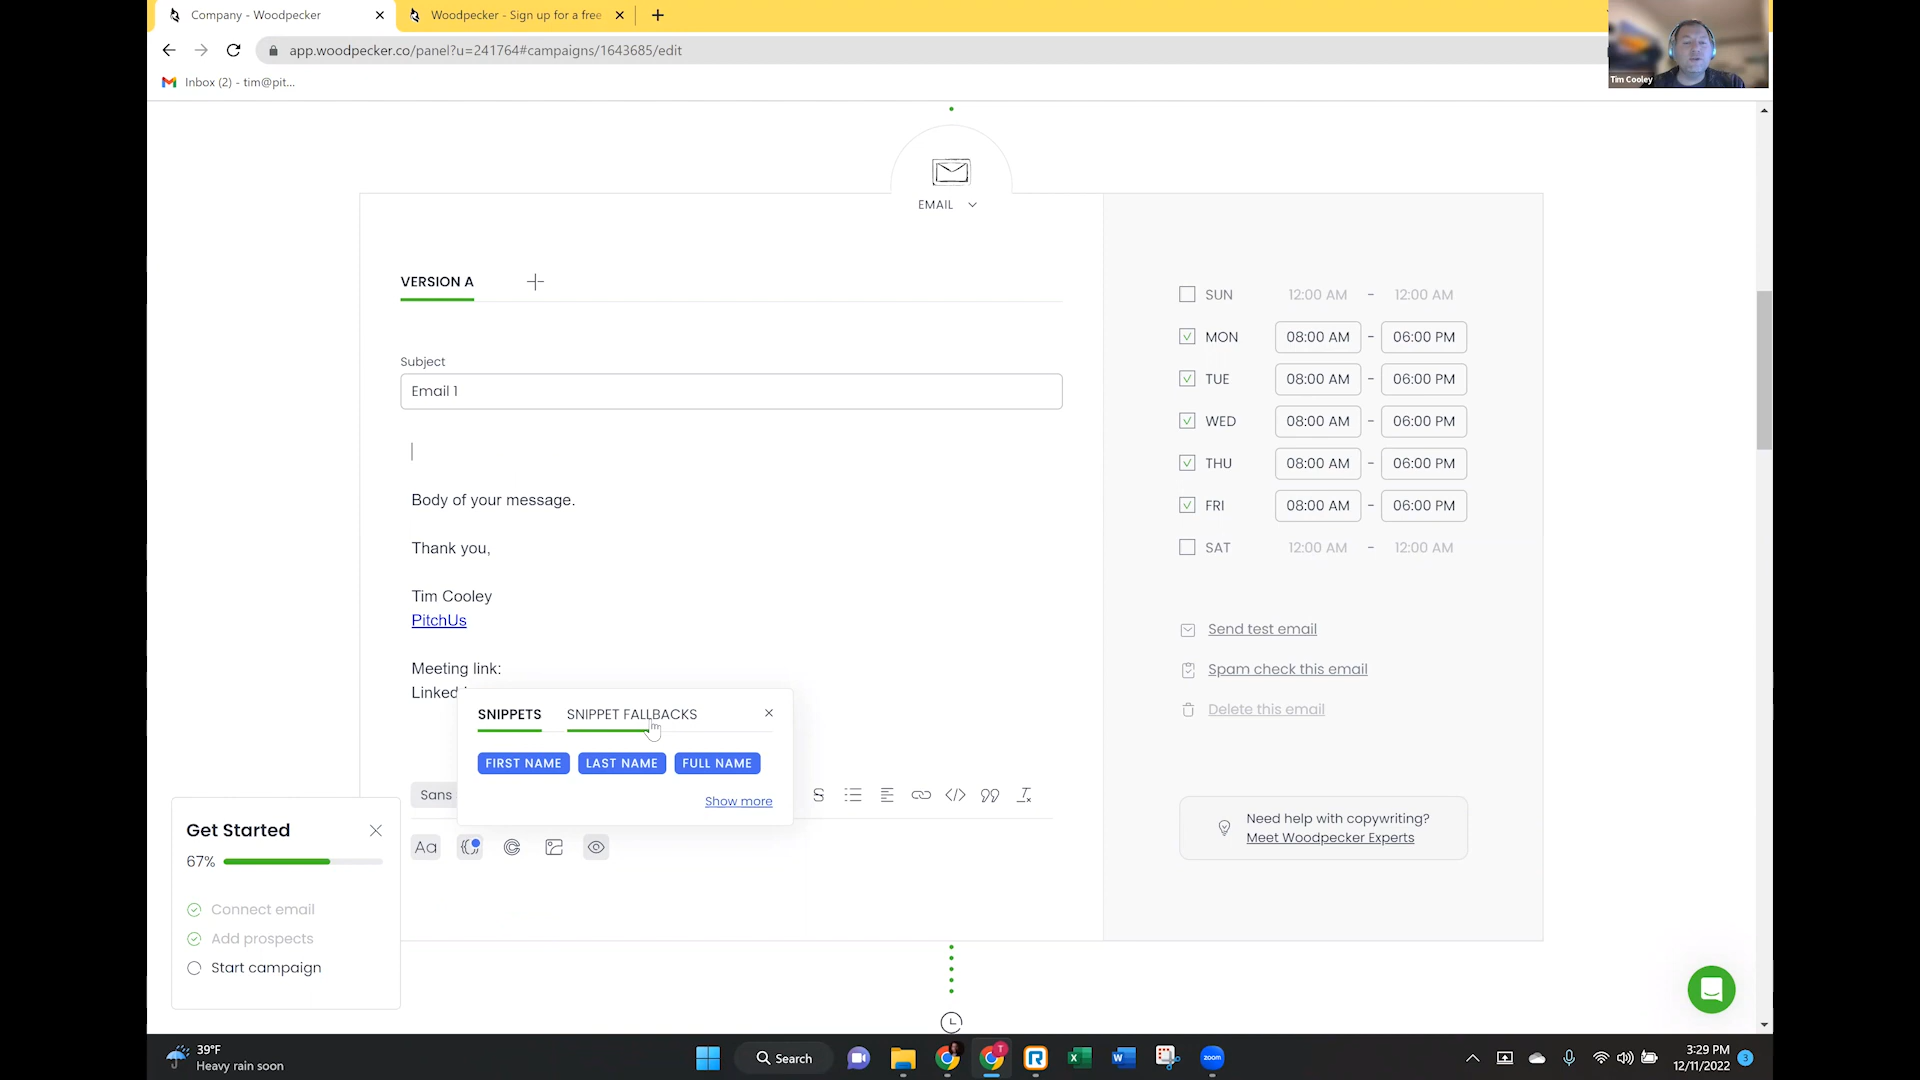 Company - Woodpecker
Woodpecker - Sign up for a free
app.woodpecker.co/panel?u=241764#campaigns/1643685/edit
Inbox (2) - tim@pit...
Tim Cooley
EMAIL
VERSION A
Subject
Email 1
Body of your message.
Thank you,
Tim Cooley
PitchUs
Meeting link:
Linked
SNIPPETS
SNIPPET FALLBACKS
FIRST NAME
LAST NAME
FULL NAME
Show more
Sans
Aa
SUN 12:00 AM - 12:00 AM
MON 08:00 AM - 06:00 PM
TUE 08:00 AM - 06:00 PM
WED 08:00 AM - 06:00 PM
THU 08:00 AM - 06:00 PM
FRI 08:00 AM - 06:00 PM
SAT 12:00 AM - 12:00 AM
Send test email
Spam check this email
Delete this email
Need help with copywriting?
Meet Woodpecker Experts
Get Started
67%
Connect email
Add prospects
Start campaign
39°F
Heavy rain soon
Search
zoom
3:29 PM
12/11/2022
3